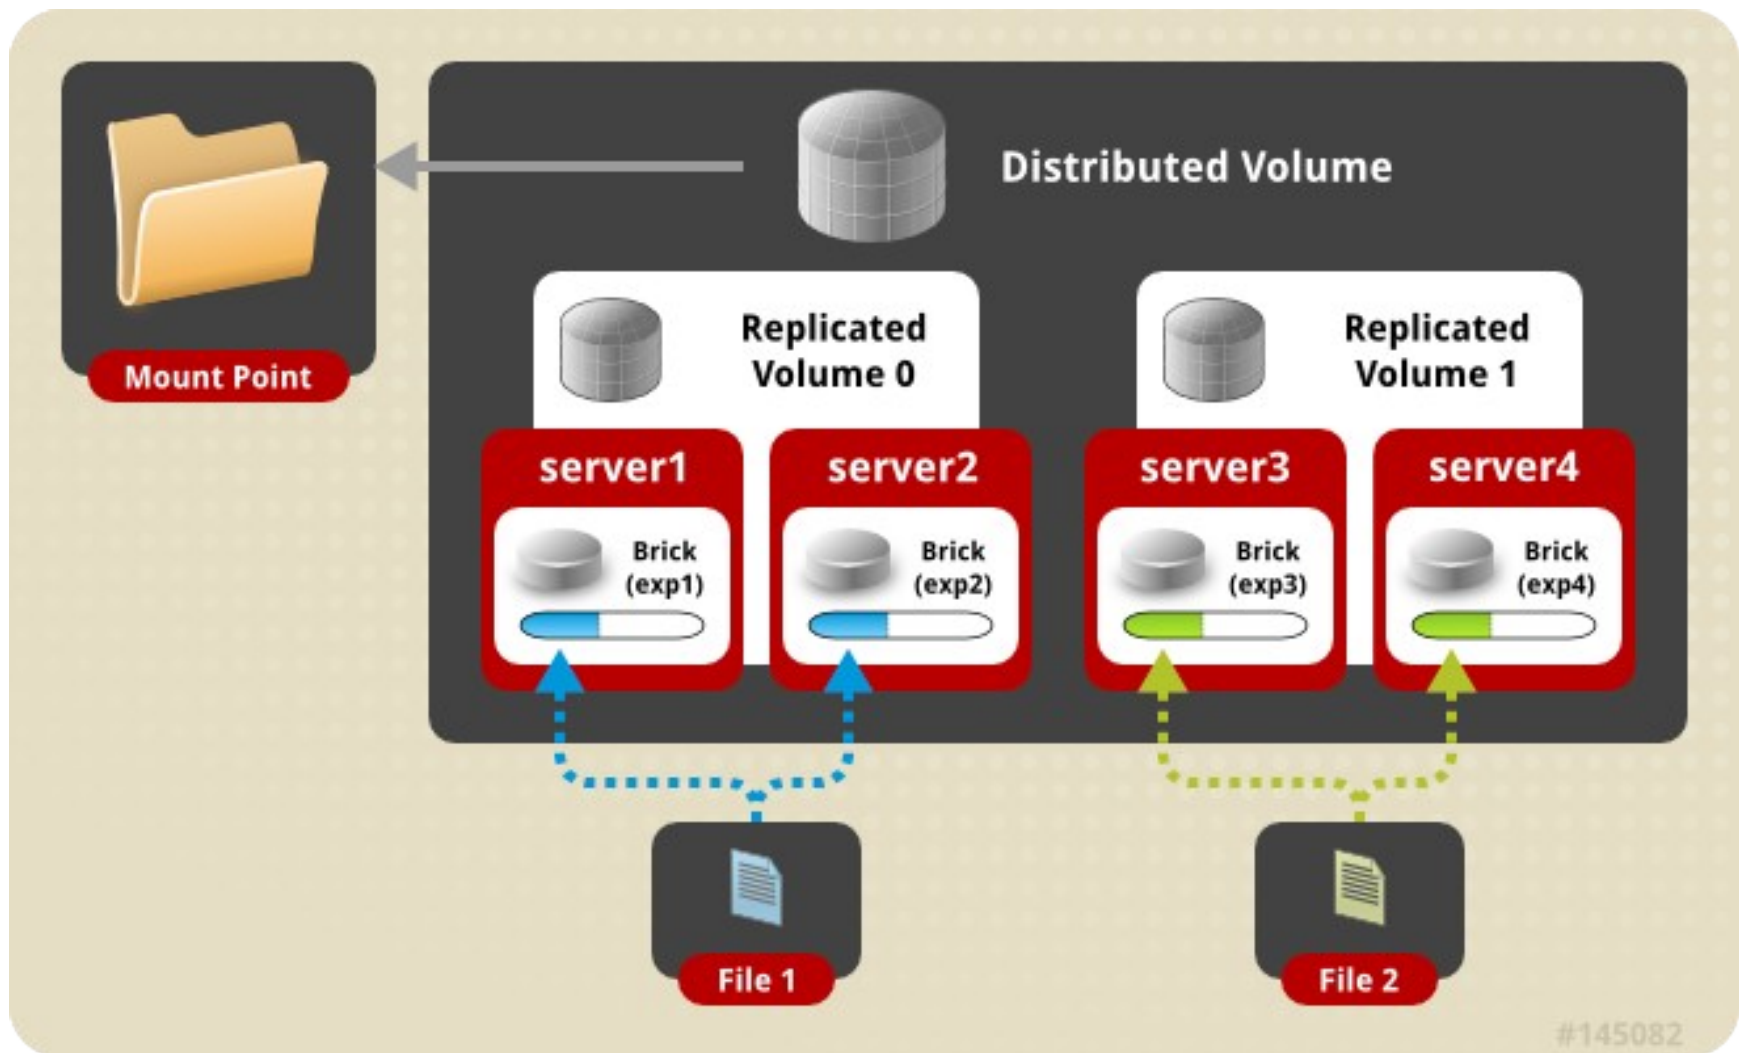 Distributed Volume
Mount Point
Replicated
Volume 0
Replicated
Volume 1
server1
server2
server3
server4
Brick
(exp1)
Brick
(exp2)
Brick
(exp3)
Brick
(exp4)
File 1
File 2
#145082